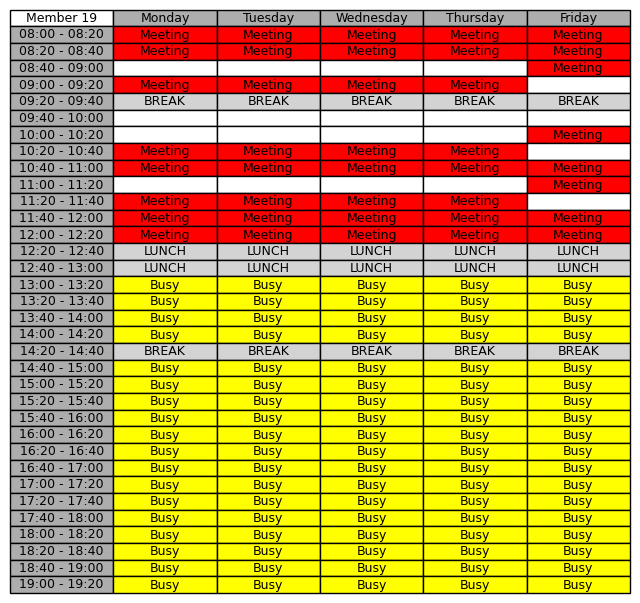 Member 19 Monday Tuesday Wednesday Thursday Friday
08:00 - 08:20 Meeting Meeting Meeting Meeting Meeting
08:20 - 08:40 Meeting Meeting Meeting Meeting Meeting
08:40 - 09:00 Meeting
09:00 - 09:20 Meeting Meeting Meeting Meeting
09:20 - 09:40 BREAK BREAK BREAK BREAK BREAK
09:40 - 10:00
10:00 - 10:20 Meeting
10:20 - 10:40 Meeting Meeting Meeting Meeting
10:40 - 11:00 Meeting Meeting Meeting Meeting Meeting
11:00 - 11:20 Meeting
11:20 - 11:40 Meeting Meeting Meeting Meeting
11:40 - 12:00 Meeting Meeting Meeting Meeting Meeting
12:00 - 12:20 Meeting Meeting Meeting Meeting Meeting
12:20 - 12:40 LUNCH LUNCH LUNCH LUNCH LUNCH
12:40 - 13:00 LUNCH LUNCH LUNCH LUNCH LUNCH
13:00 - 13:20 Busy Busy Busy Busy Busy
13:20 - 13:40 Busy Busy Busy Busy Busy
13:40 - 14:00 Busy Busy Busy Busy Busy
14:00 - 14:20 Busy Busy Busy Busy Busy
14:20 - 14:40 BREAK BREAK BREAK BREAK BREAK
14:40 - 15:00 Busy Busy Busy Busy Busy
15:00 - 15:20 Busy Busy Busy Busy Busy
15:20 - 15:40 Busy Busy Busy Busy Busy
15:40 - 16:00 Busy Busy Busy Busy Busy
16:00 - 16:20 Busy Busy Busy Busy Busy
16:20 - 16:40 Busy Busy Busy Busy Busy
16:40 - 17:00 Busy Busy Busy Busy Busy
17:00 - 17:20 Busy Busy Busy Busy Busy
17:20 - 17:40 Busy Busy Busy Busy Busy
17:40 - 18:00 Busy Busy Busy Busy Busy
18:00 - 18:20 Busy Busy Busy Busy Busy
18:20 - 18:40 Busy Busy Busy Busy Busy
18:40 - 19:00 Busy Busy Busy Busy Busy
19:00 - 19:20 Busy Busy Busy Busy Busy